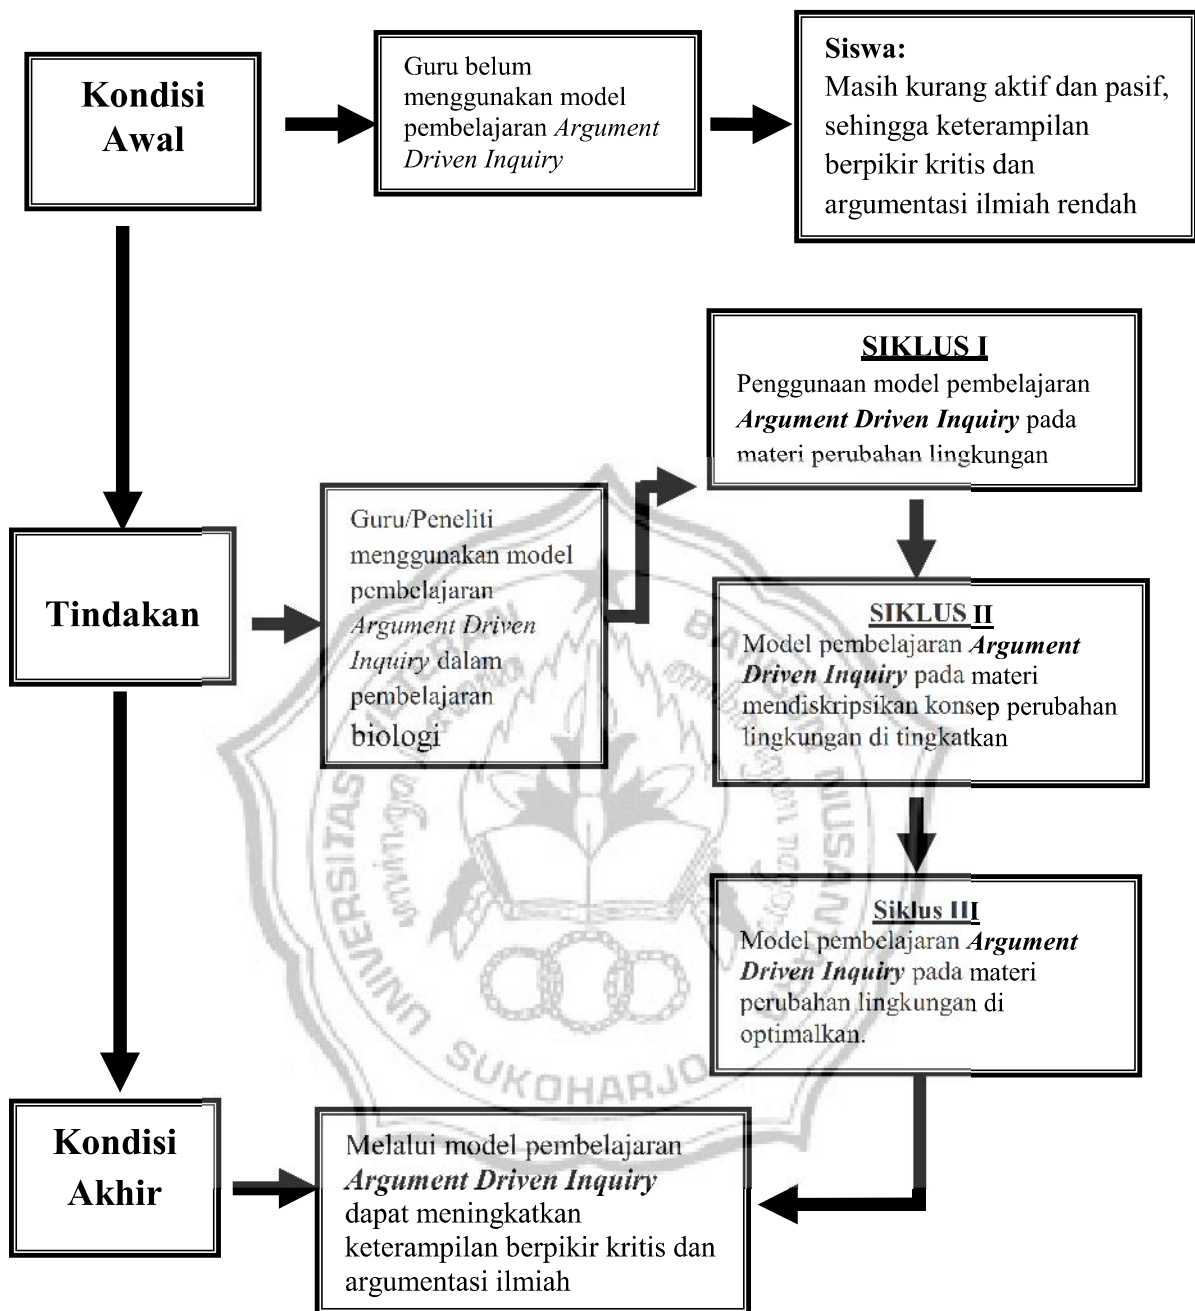 Kondisi
Awal
Guru belum
menggunakan model
pembelajaran Argument
Driven Inquiry
Siswa:
Masih kurang aktif dan pasif,
sehingga keterampilan
berpikir kritis dan
argumentasi ilmiah rendah
SIKLUS I
Penggunaan model pembelajaran
Argument Driven Inquiry pada
materi perubahan lingkungan
Tindakan
Guru/Peneliti
menggunakan model
pembelajaran
Argument Driven
Inquiry dalam
pembelajaran
biologi
SIKLUS II
Model pembelajaran Argument
Driven Inquiry pada materi
mendiskripsikan konsep perubahan
lingkungan di tingkatkan
Siklus III
Model pembelajaran Argument
Driven Inquiry pada materi
perubahan lingkungan di
optimalkan.
Kondisi
Akhir
Melalui model pembelajaran
Argument Driven Inquiry
dapat meningkatkan
keterampilan berpikir kritis dan
argumentasi ilmiah
UNIVERSITAS VETERAN BANGUN NUSANTARA
SUKOHARJO